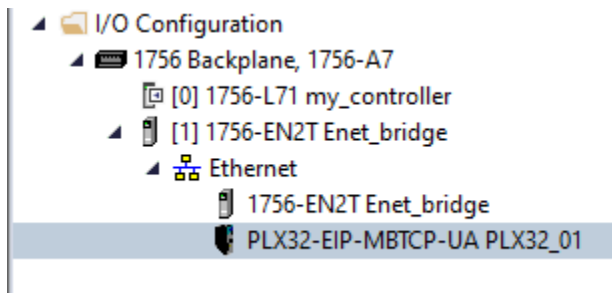 I/O Configuration
1756 Backplane, 1756-A7
[0] 1756-L71 my_controller
[1] 1756-EN2T Enet_bridge
Ethernet
1756-EN2T Enet_bridge
PLX32-EIP-MBTCP-UA PLX32_01